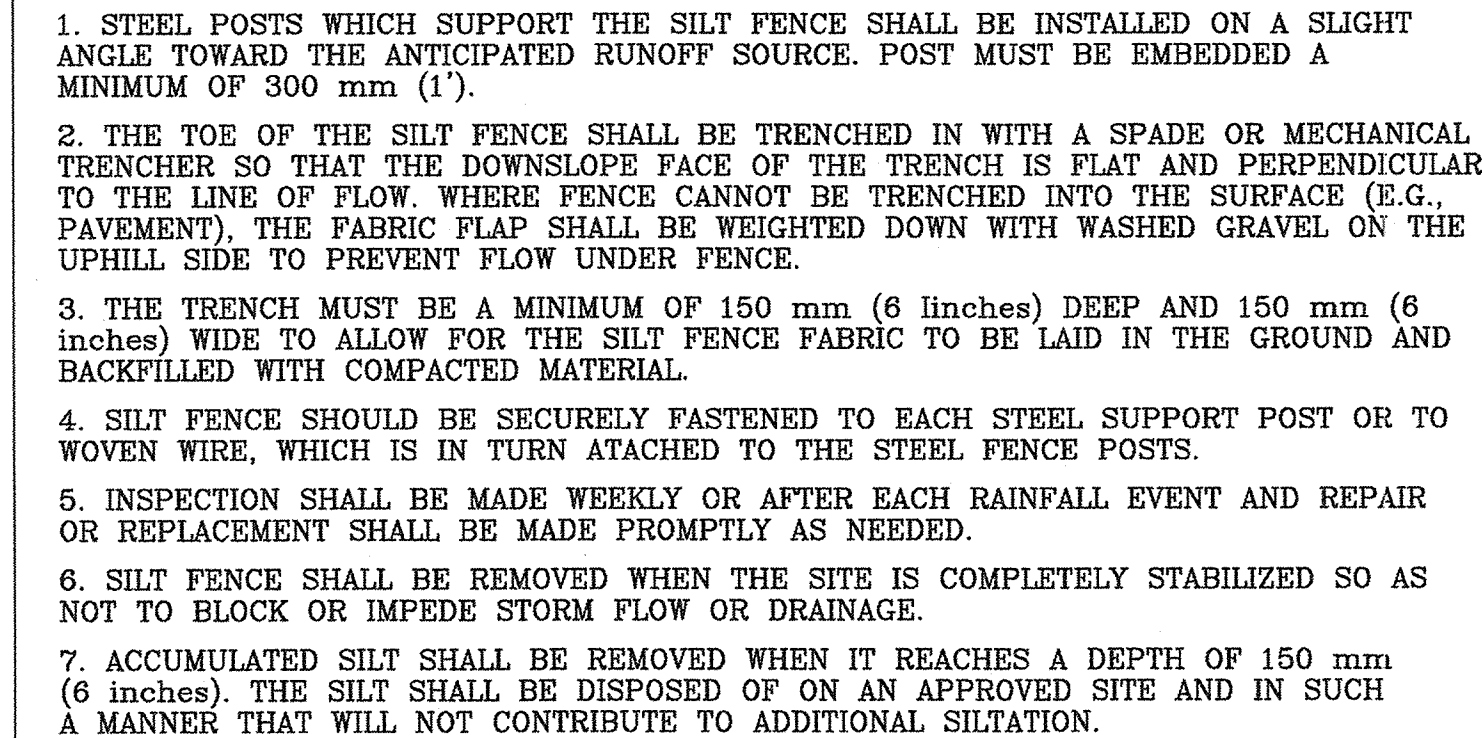 1. STEEL POSTS WHICH SUPPORT THE SILT FENCE SHALL BE INSTALLED ON A SLIGHT
ANGLE TOWARD THE ANTICIPATED RUNOFF SOURCE. POST MUST BE EMBEDDED A
MINIMUM OF 300 mm (1').
2. THE TOE OF THE SILT FENCE SHALL BE TRENCHED IN WITH A SPADE OR MECHANICAL
TRENCHER SO THAT THE DOWNSLOPE FACE OF THE TRENCH IS FLAT AND PERPENDICULAR
TO THE LINE OF FLOW. WHERE FENCE CANNOT BE TRENCHED INTO THE SURFACE (E.G.,
PAVEMENT), THE FABRIC FLAP SHALL BE WEIGHTED DOWN WITH WASHED GRAVEL ON THE
UPHILL SIDE TO PREVENT FLOW UNDER FENCE.
3. THE TRENCH MUST BE A MINIMUM OF 150 mm (6 Iinches) DEEP AND 150 mm (6
inches) WIDE TO ALLOW FOR THE SILT FENCE FABRIC TO BE LAID IN THE GROUND AND
BACKFILLED WITH COMPACTED MATERIAL.
4. SILT FENCE SHOULD BE SECURELY FASTENED TO EACH STEEL SUPPORT POST OR TO
WOVEN WIRE, WHICH IS IN TURN ATACHED TO THE STEEL FENCE POSTS.
5. INSPECTION SHALL BE MADE WEEKLY OR AFTER EACH RAINFALL EVENT AND REPAIR
OR REPLACEMENT SHALL BE MADE PROMPTLY AS NEEDED.
6. SILT FENCE SHALL BE REMOVED WHEN THE SITE IS COMPLETELY STABILIZED SO AS
NOT TO BLOCK OR IMPEDE STORM FLOW OR DRAINAGE.
7. ACCUMULATED SILT SHALL BE REMOVED WHEN IT REACHES A DEPTH OF 150 mm
(6 inches). THE SILT SHALL BE DISPOSED OF ON AN APPROVED SITE AND IN SUCH
A MANNER THAT WILL NOT CONTRIBUTE TO ADDITIONAL SILTATION.